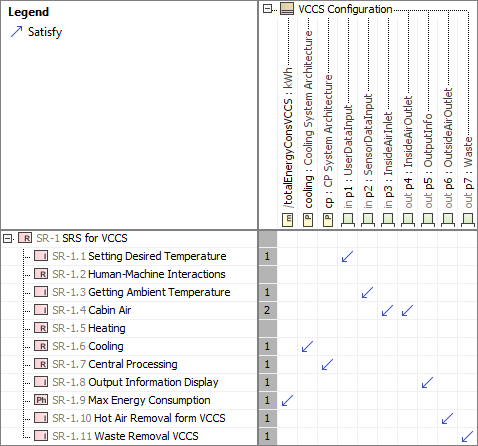 Legend
Satisfy
VCCS Configuration
/totalEnergyConsVCCS : kWh
cooling : Cooling System Architecture
cp : CP System Architecture
in p1 : UserDataInput
in p2 : SensorDataInput
in p3 : InsideAirInlet
out p4 : InsideAirOutlet
out p5 : OutputInfo
out p6 : OutsideAirOutlet
out p7 : Waste
m P P
R SR-1 SRS for VCCS
I SR-1.1 Setting Desired Temperature 1
R SR-1.2 Human-Machine Interactions
I SR-1.3 Getting Ambient Temperature 1
I SR-1.4 Cabin Air 2
R SR-1.5 Heating
R SR-1.6 Cooling 1
R SR-1.7 Central Processing 1
I SR-1.8 Output Information Display 1
Ph SR-1.9 Max Energy Consumption 1
I SR-1.10 Hot Air Removal form VCCS 1
I SR-1.11 Waste Removal VCCS 1